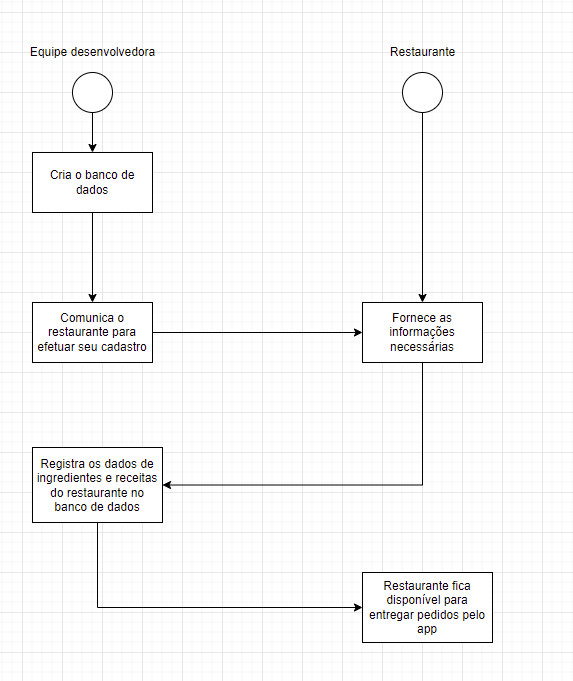 Equipe desenvolvedora
Restaurante
Cria o banco de
dados
Comunica o
restaurante para
efetuar seu cadastro
Fornece as
informações
necessárias
Registra os dados de
ingredientes e receitas
do restaurante no
banco de dados
Restaurante fica
disponível para
entregar pedidos pelo
app